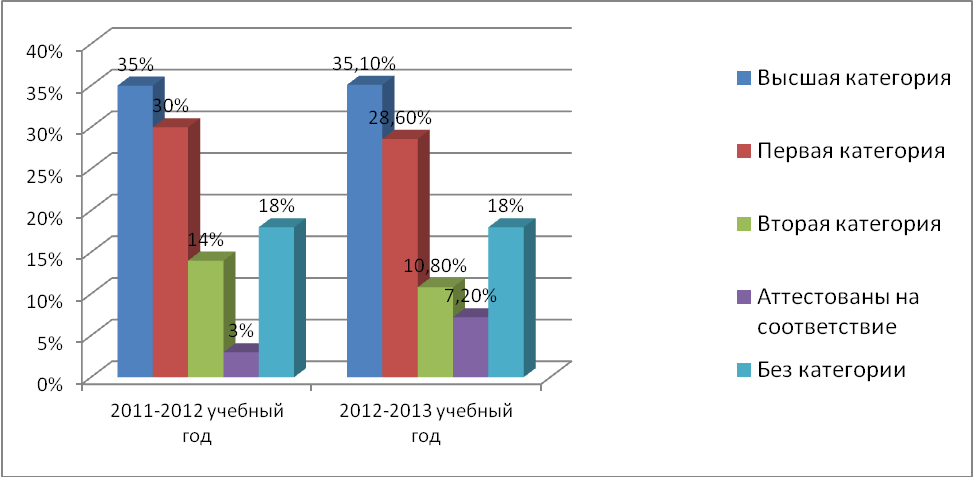 40%
35%
30%
25%
20%
15%
10%
5%
0%
35%
30%
14%
3%
18%
35,10%
28,60%
10,80%
7,20%
18%
2011-2012 учебный
год
2012-2013 учебный
год
Высшая категория
Первая категория
Вторая категория
Аттестованы на
соответствие
Без категории